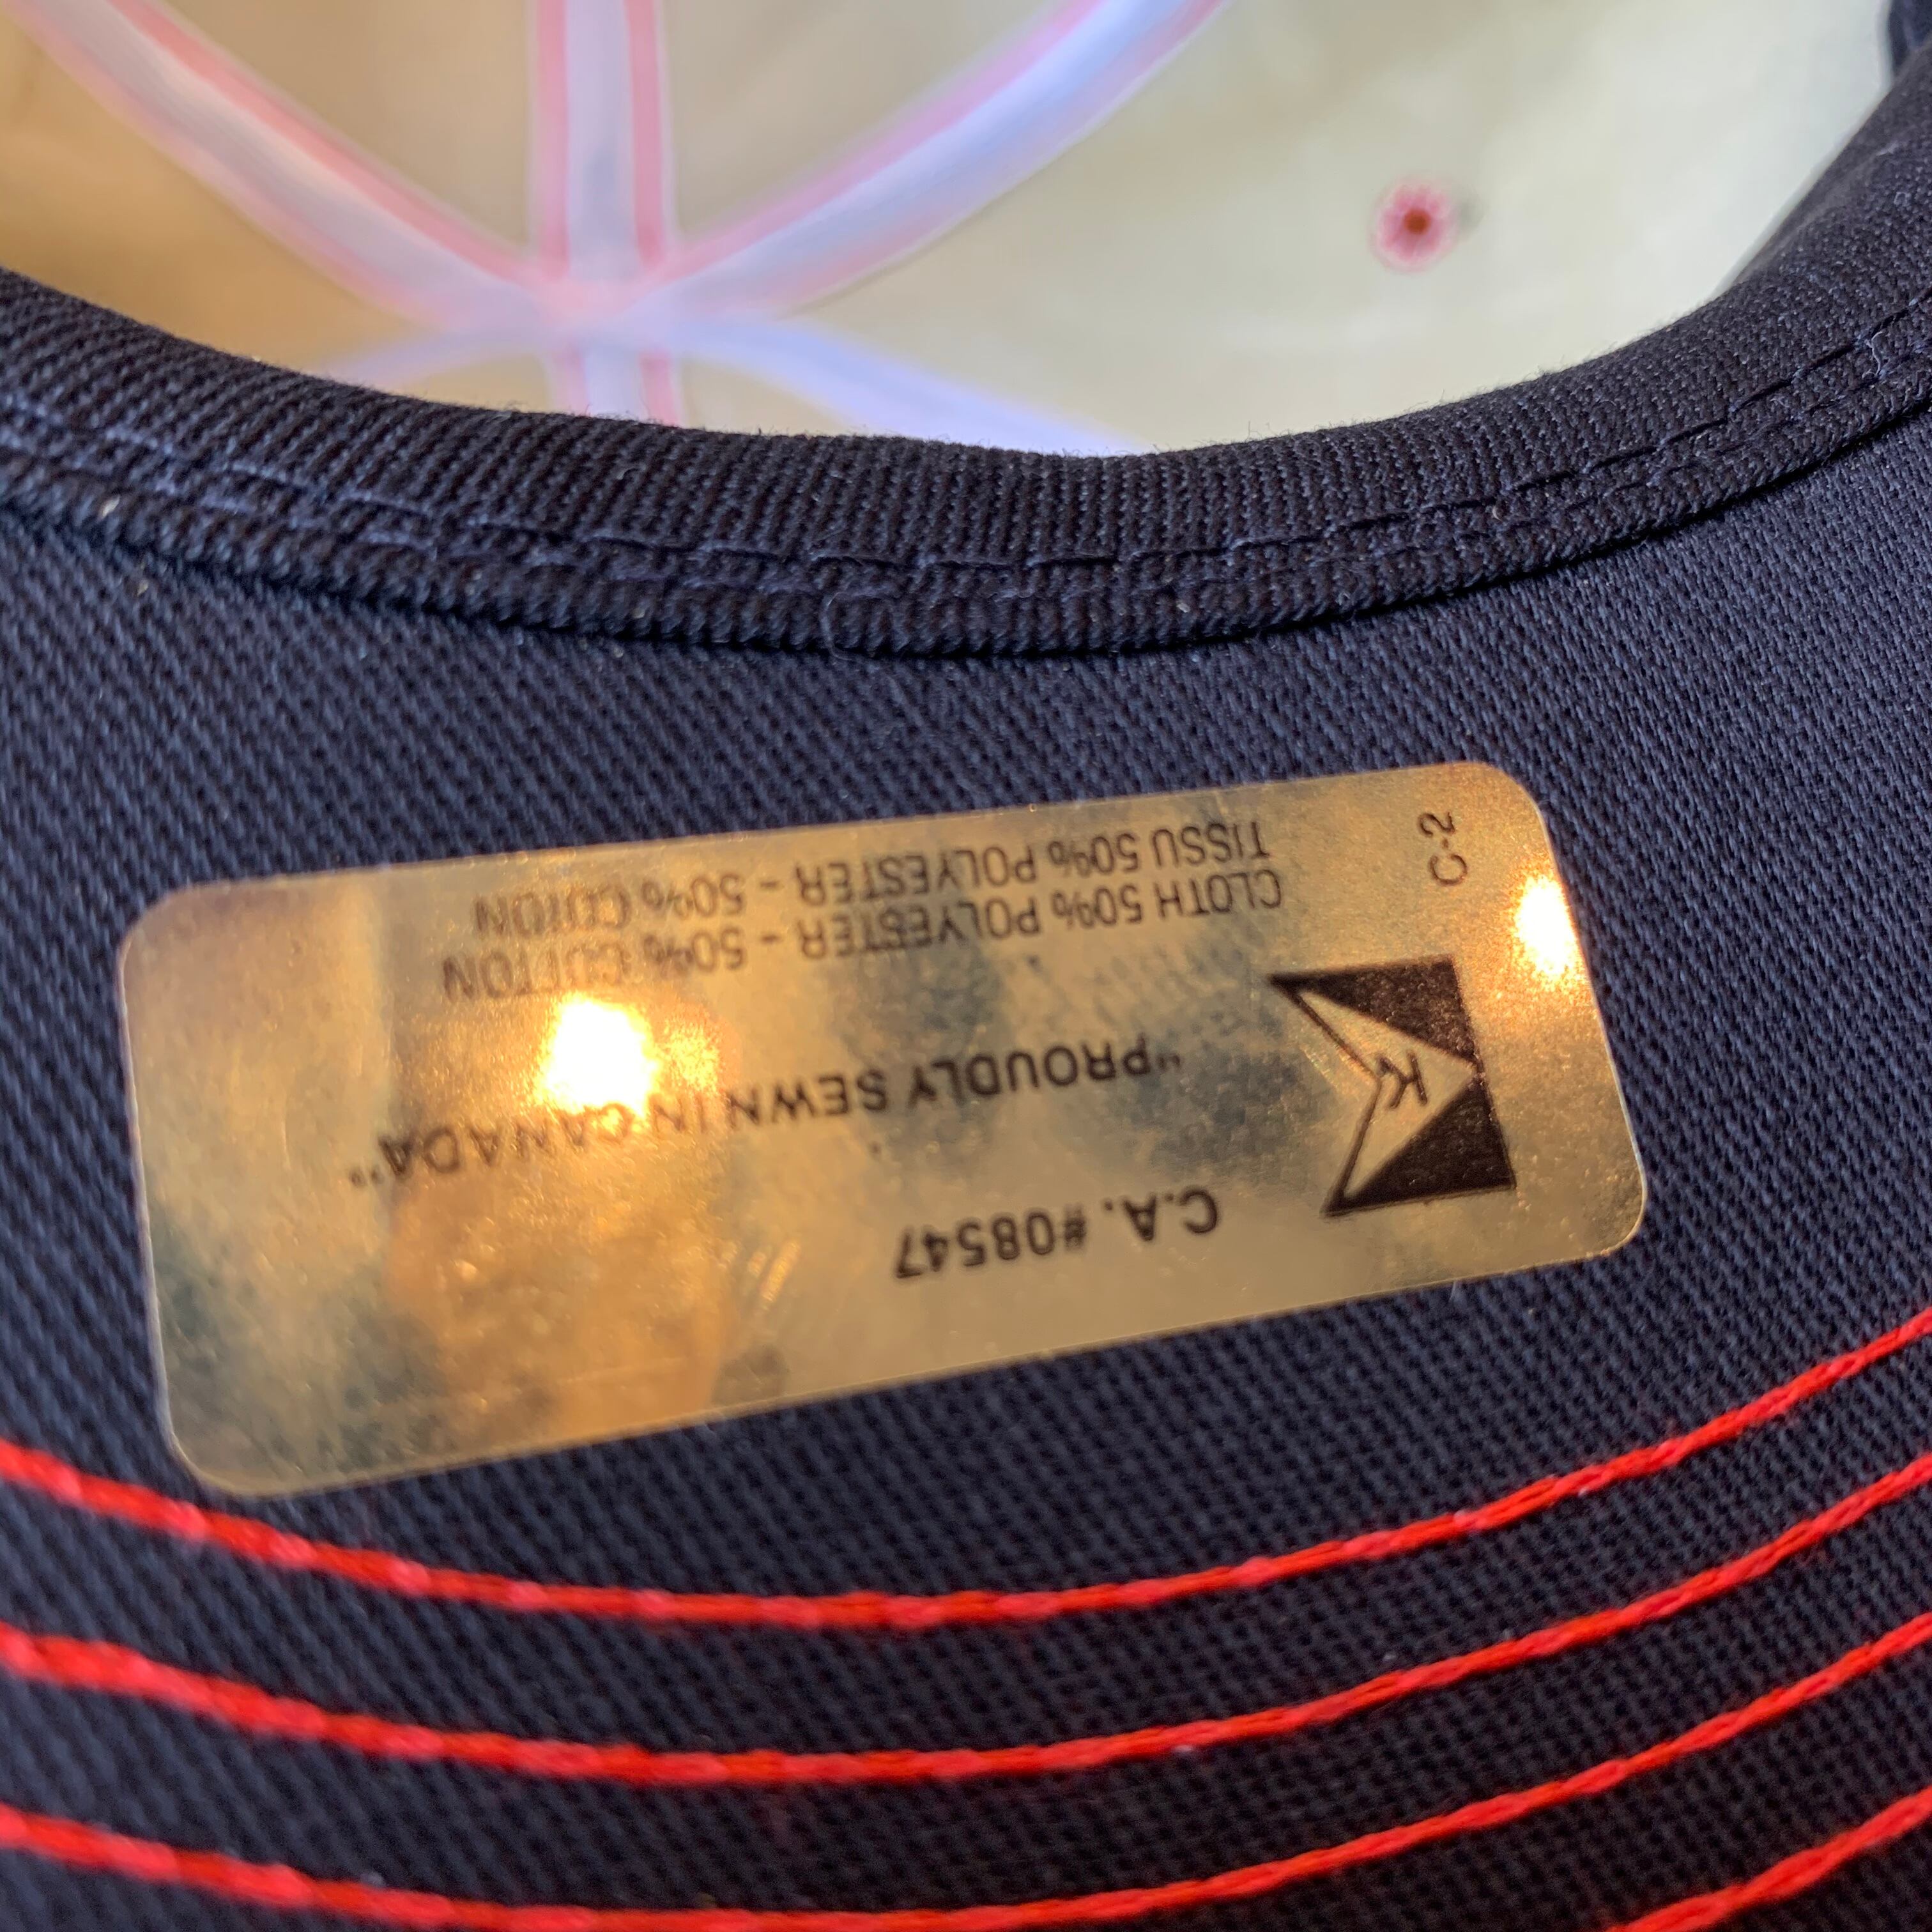 C.A. #08547
"PROUDLY SEWN IN CANADA"
K
CLOTH 50% POLYESTER - 50% COTTON
TISSU 50% POLYESTER - 50% COTON
C-2